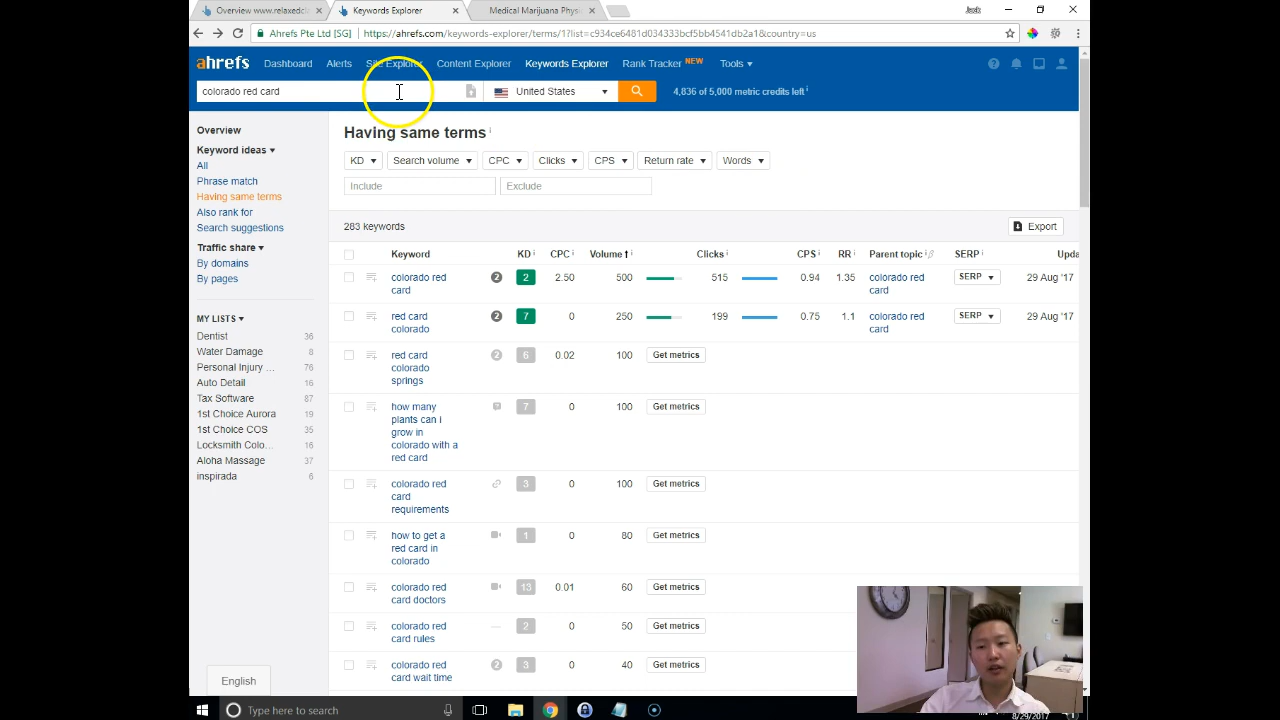 Overview www.relaxedcl
Keywords Explorer
Medical Marijuana Physi
Ahrefs Pte Ltd [SG]
https://ahrefs.com/keywords-explorer/terms/1?list=c934ce6481d034333bcf5bb4541db2a1&country=us
ahrefs
Dashboard Alerts Site Explorer Content Explorer Keywords Explorer Rank Tracker NEW Tools
colorado red card
United States
4,836 of 5,000 metric credits left i
Overview
Keyword ideas
All
Phrase match
Having same terms
Also rank for
Search suggestions
Traffic share
By domains
By pages
MY LISTS
Dentist 36
Water Damage 8
Personal Injury ... 76
Auto Detail 16
Tax Software 87
1st Choice Aurora 19
1st Choice COS 35
Locksmith Colo... 16
Aloha Massage 37
inspirada 6
English
Having same terms i
KD Search volume CPC Clicks CPS Return rate Words
Include Exclude
283 keywords
Export
Keyword KD i CPC i Volume i Clicks i CPS i RR i Parent topic i SERP i Upda
colorado red card 2 2 2.50 500 515 0.94 1.35 colorado red card SERP 29 Aug '17
red card colorado 2 7 0 250 199 0.75 1.1 colorado red card SERP 29 Aug '17
red card colorado springs 2 6 0.02 100 Get metrics
how many plants can i grow in colorado with a red card 7 0 100 Get metrics
colorado red card requirements 3 0 100 Get metrics
how to get a red card in colorado 1 0 80 Get metrics
colorado red card doctors 13 0.01 60 Get metrics
colorado red card rules 2 0 50 Get metrics
colorado red card wait time 2 3 0 40 Get metrics
Type here to search
8/29/2017